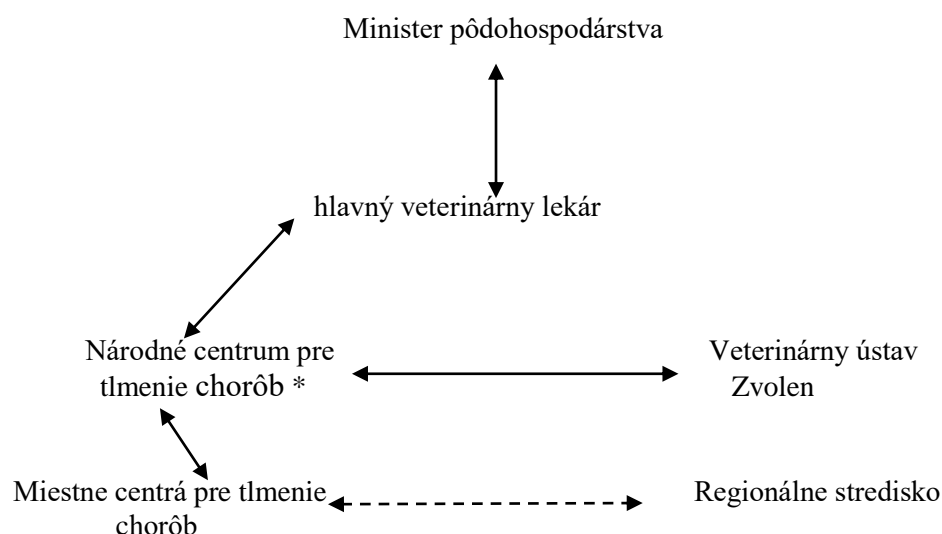 Minister pôdohospodárstva
hlavný veterinárny lekár
Národné centrum pre
tlmenie chorôb *
Veterinárny ústav
Zvolen
Miestne centrá pre tlmenie
chorôb
Regionálne stredisko